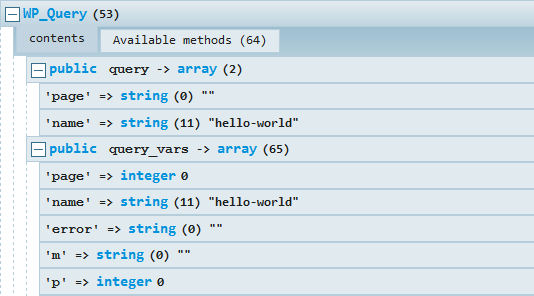 WP_Query (53)
contents Available methods (64)
public query -> array (2)
'page' => string (0) ""
'name' => string (11) "hello-world"
public query_vars -> array (65)
'page' => integer 0
'name' => string (11) "hello-world"
'error' => string (0) ""
'm' => string (0) ""
'p' => integer 0